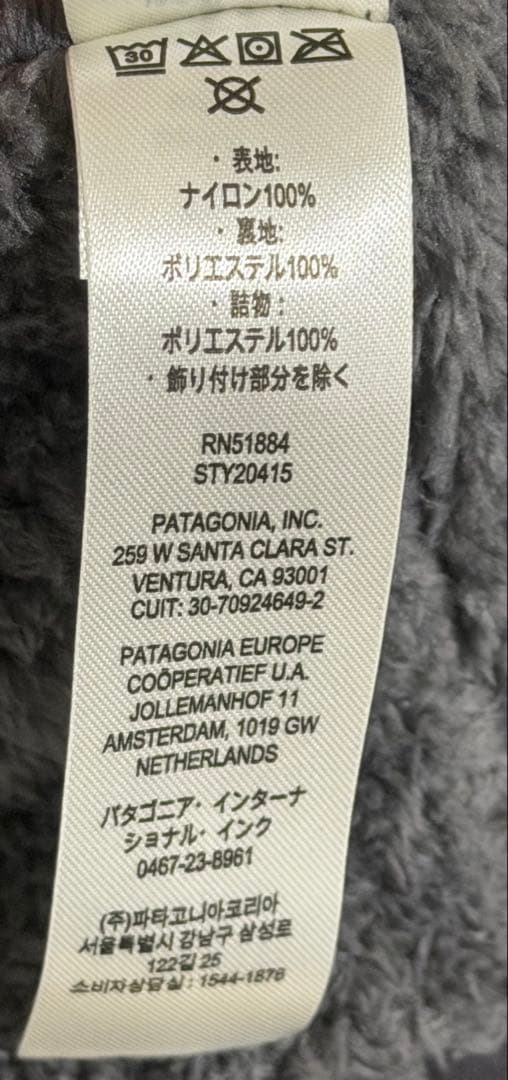 30
・表地:
ナイロン100%
・裏地:
ポリエステル100%
・詰物:
ポリエステル100%
・飾り付け部分を除く
RN51884
STY20415
PATAGONIA, INC.
259 W SANTA CLARA ST.
VENTURA, CA 93001
CUIT: 30-70924649-2
PATAGONIA EUROPE
COÖPERATIEF U.A.
JOLLEMANHOF 11
AMSTERDAM, 1019 GW
NETHERLANDS
パタゴニア・インターナ
ショナル・インク
0467-23-8961
(주)파타고니아코리아
서울특별시 강남구 삼성로
122길 25
소비자상담실 : 1544-1876